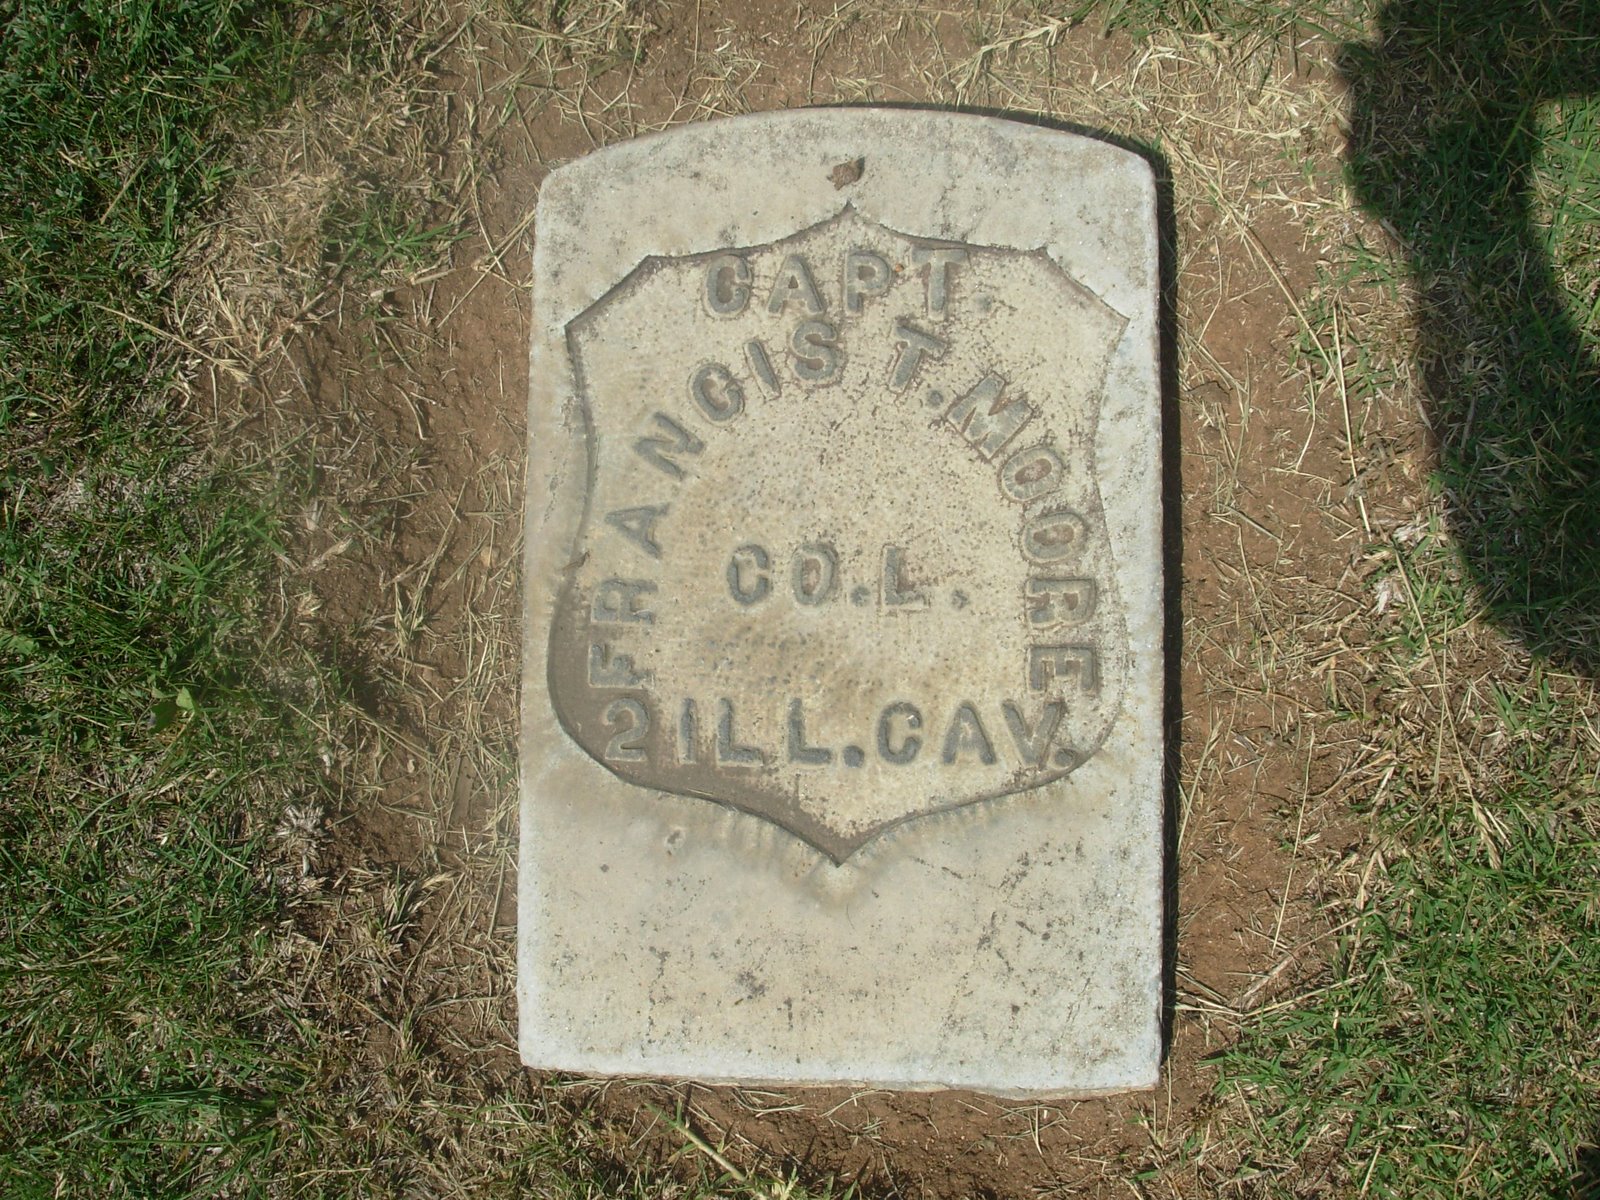 CAPT.
FRANCIS T. MOORE
CO. L.
2 ILL. CAV.